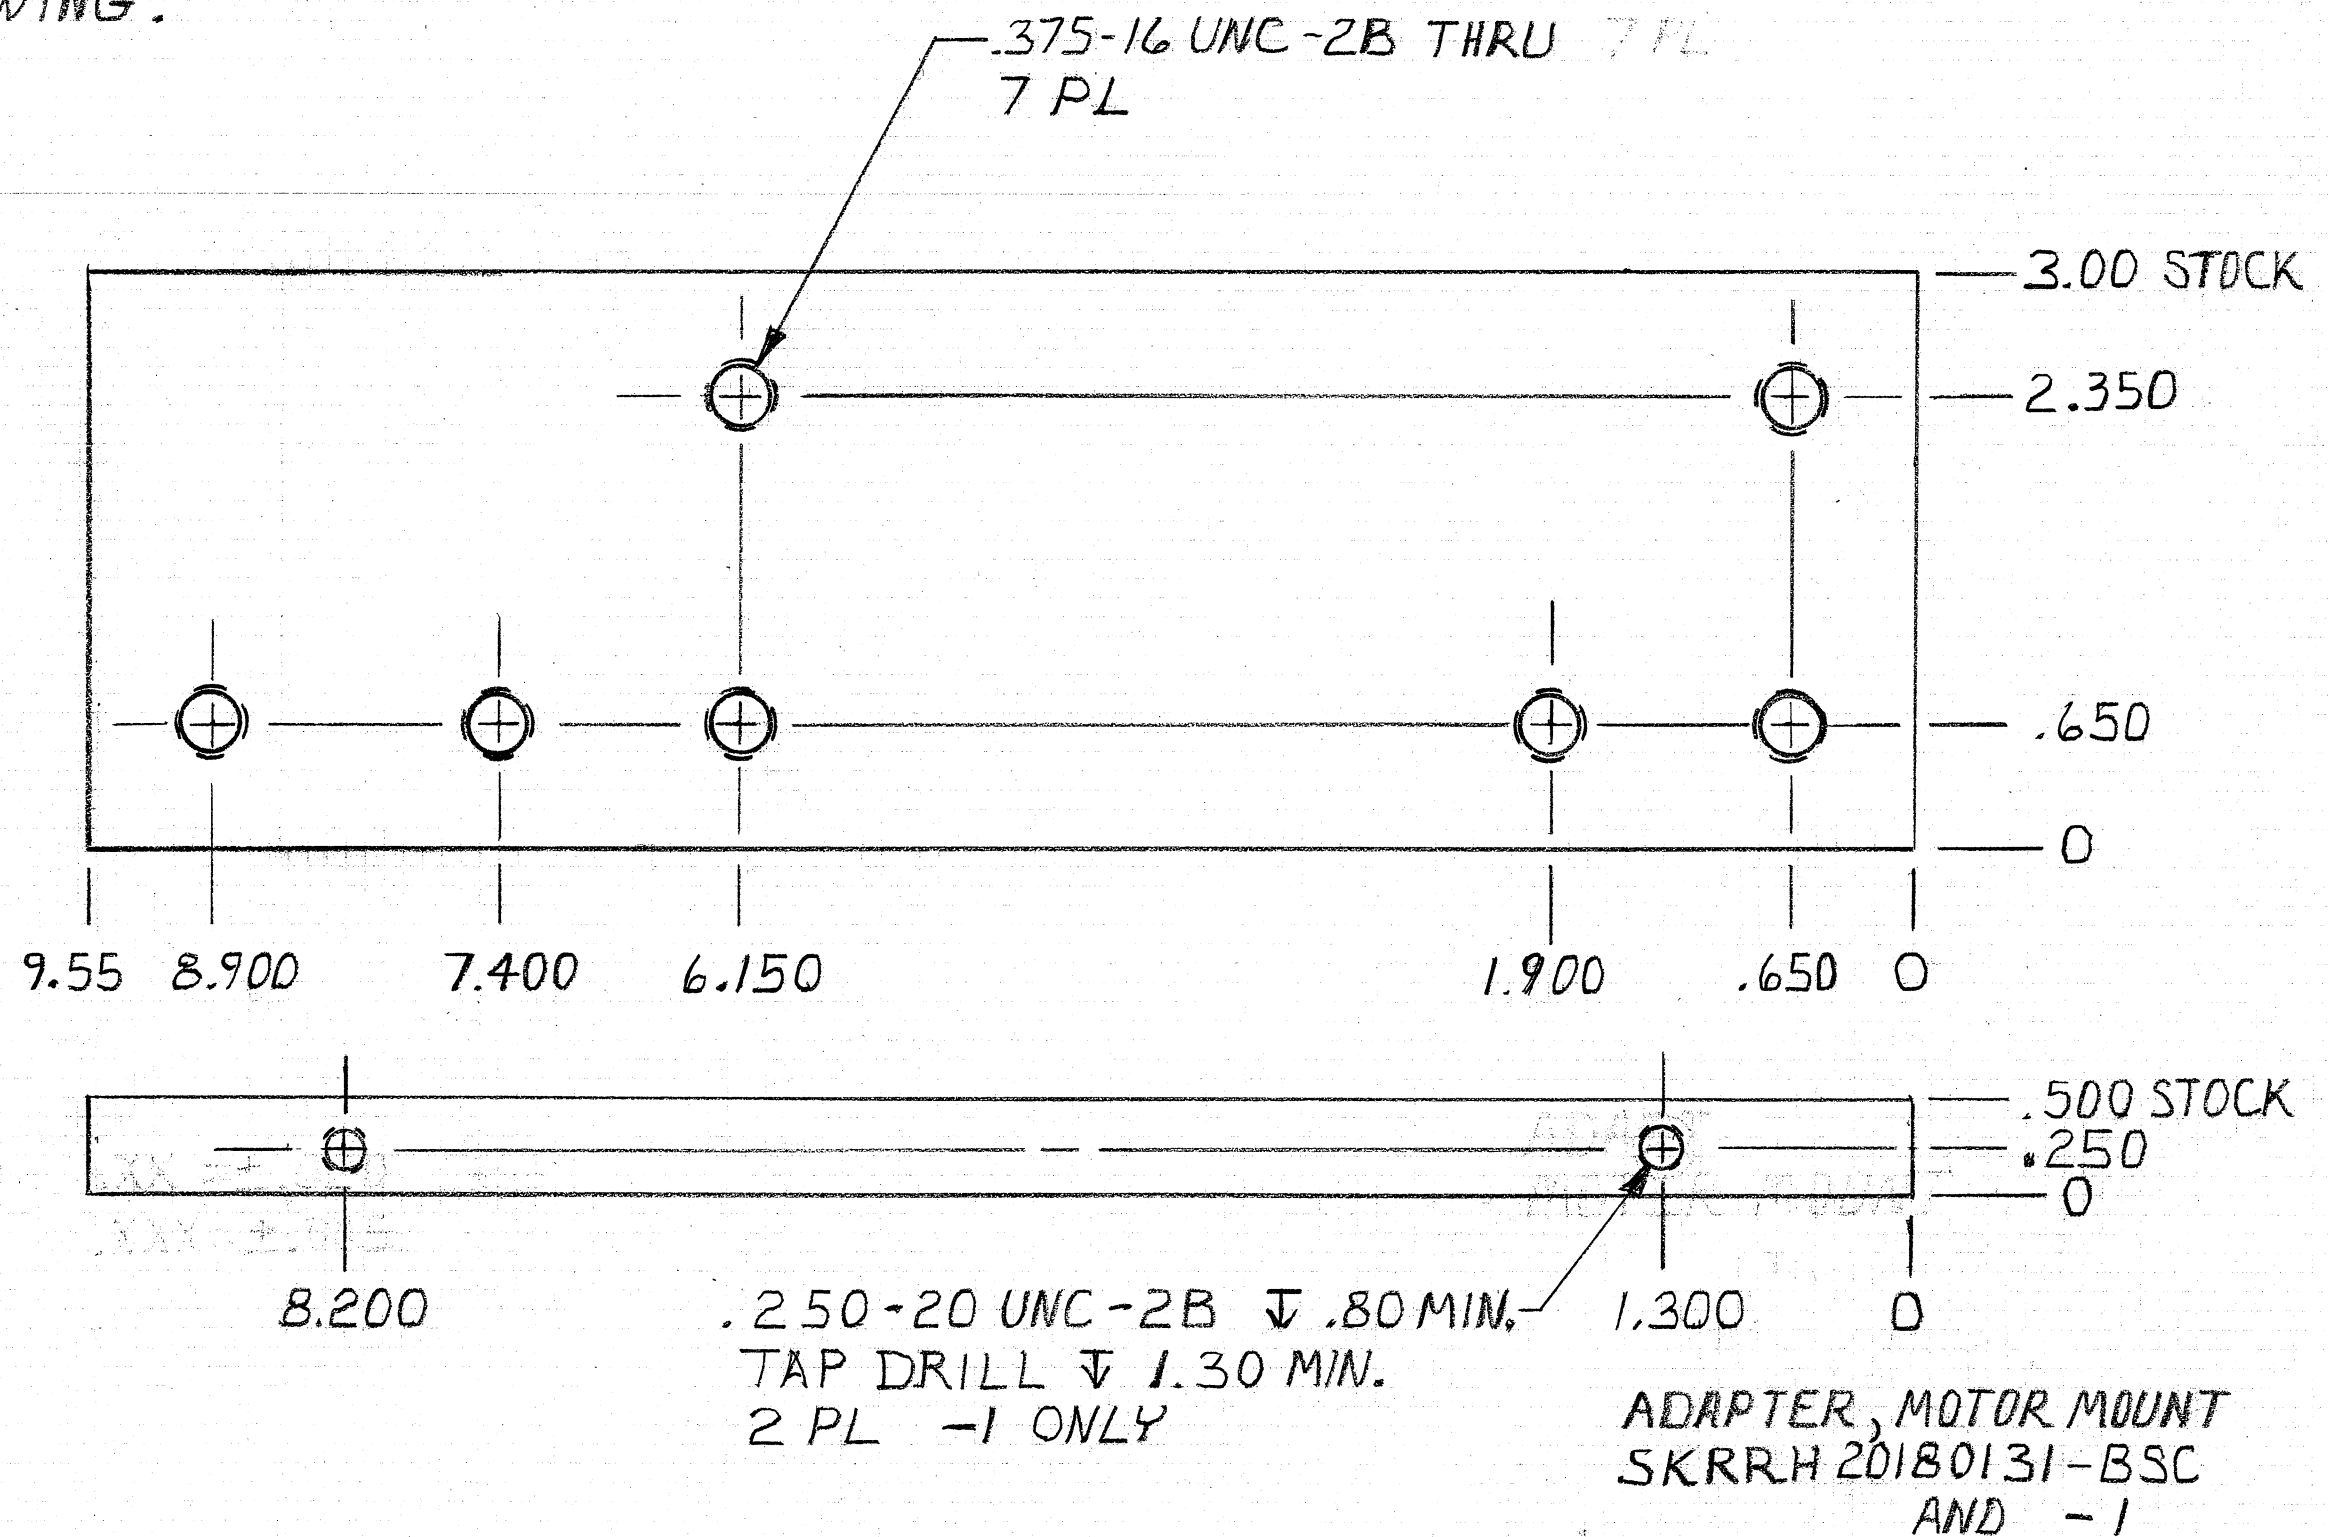 .375-16 UNC-2B THRU 7 PL
7 PL
3.00 STOCK
2.350
.650
0
9.55 8.900 7.400 6.150 1.900 .650 0
.500 STOCK
.250
0
8.200
1.300 0
.250-20 UNC-2B ↧ .80 MIN.
TAP DRILL ↧ 1.30 MIN.
2 PL -1 ONLY
ADAPTER, MOTOR MOUNT
SKRRH 20180131-BSC
AND -1